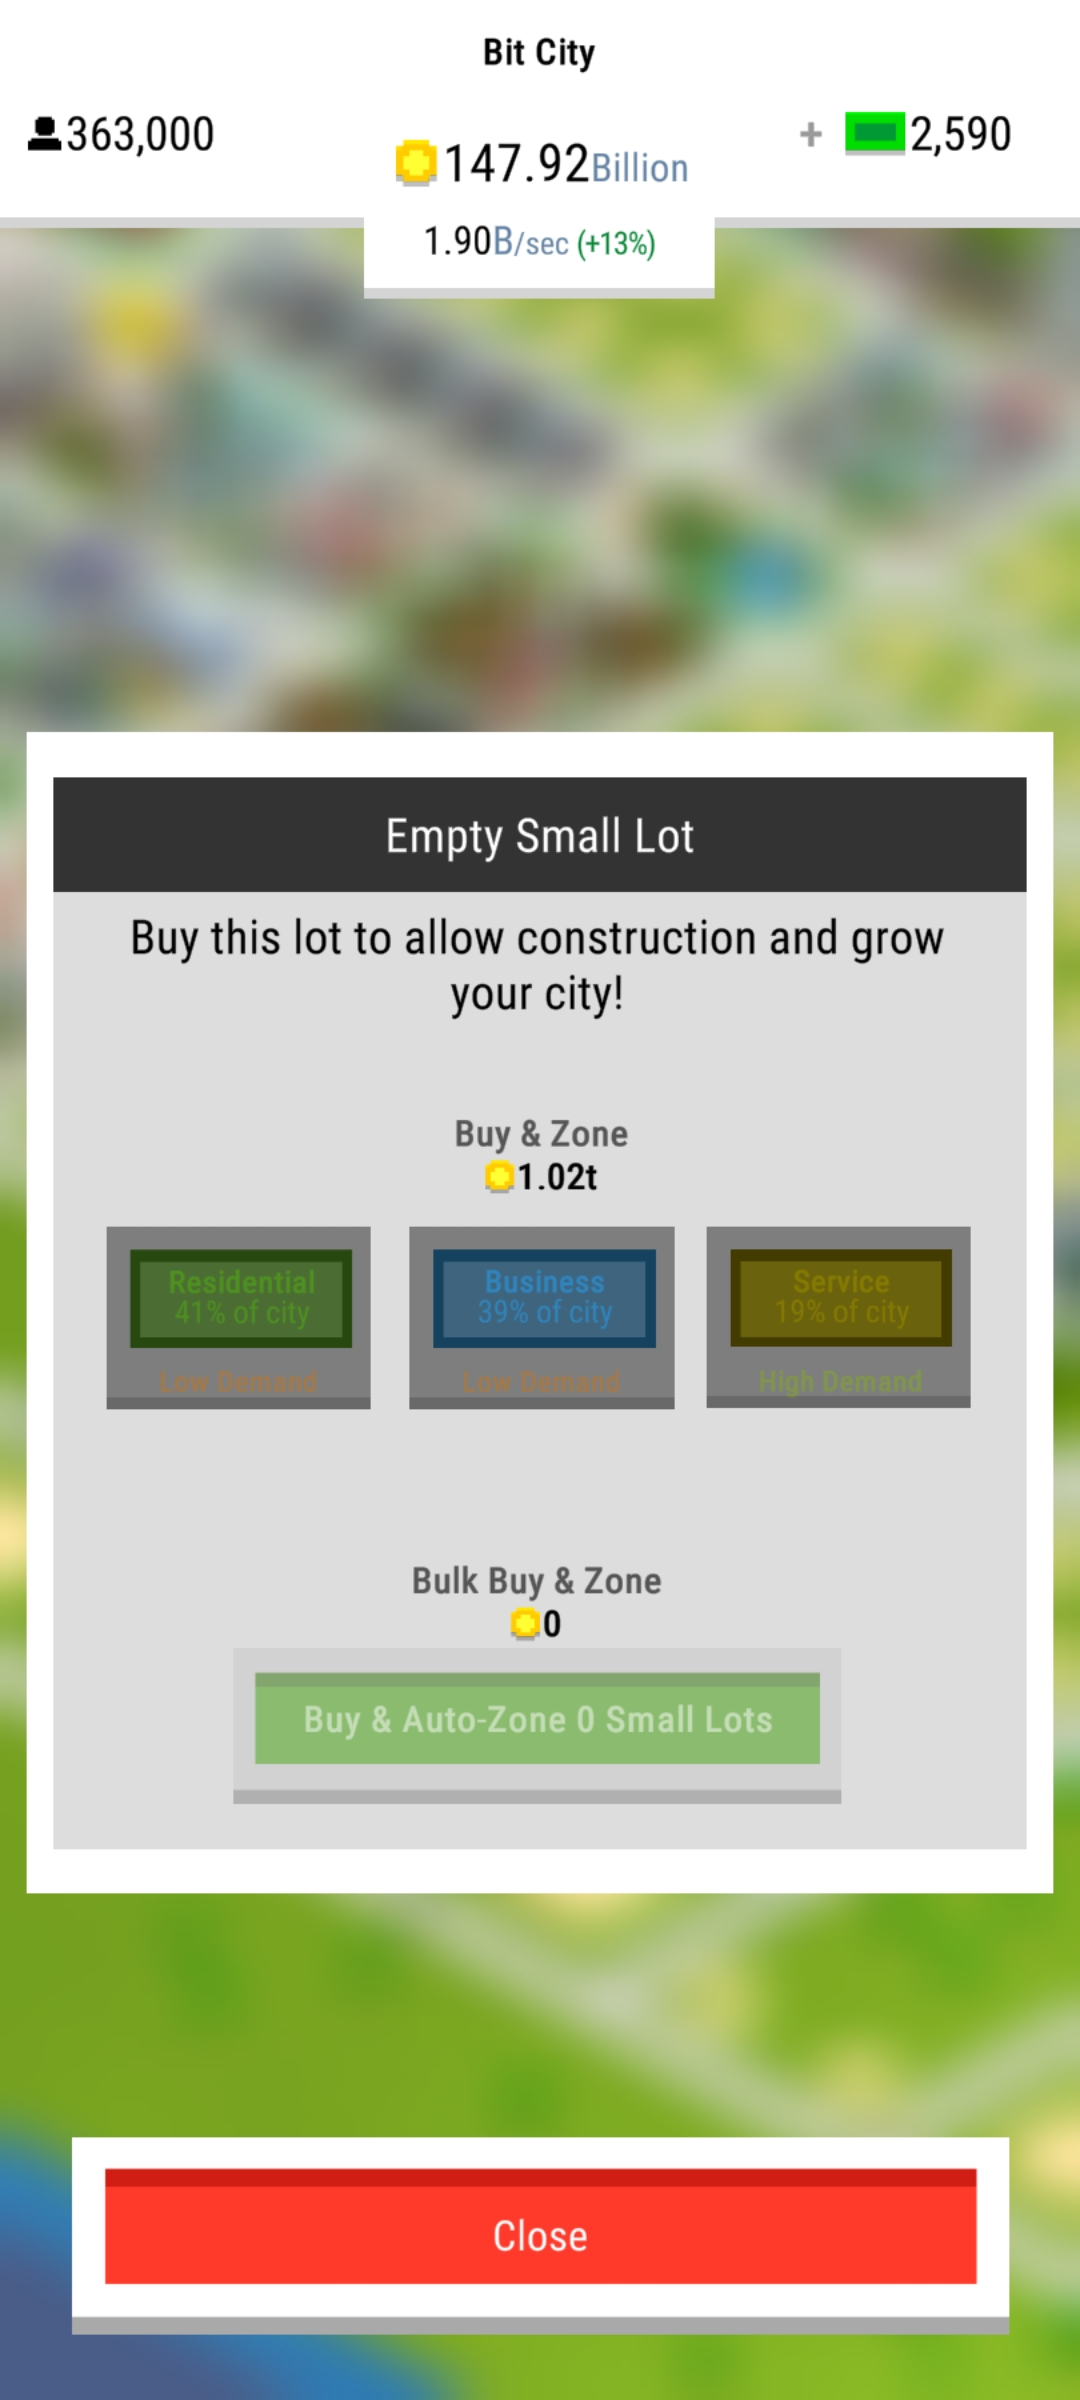 Bit City
363,000
147.92Billion
+ 2,590
1.90B/sec (+13%)
Empty Small Lot
Buy this lot to allow construction and grow
your city!
Buy & Zone
1.02t
Residential
41% of city
Low Demand
Business
39% of city
Low Demand
Service
19% of city
High Demand
Bulk Buy & Zone
0
Buy & Auto-Zone 0 Small Lots
Close